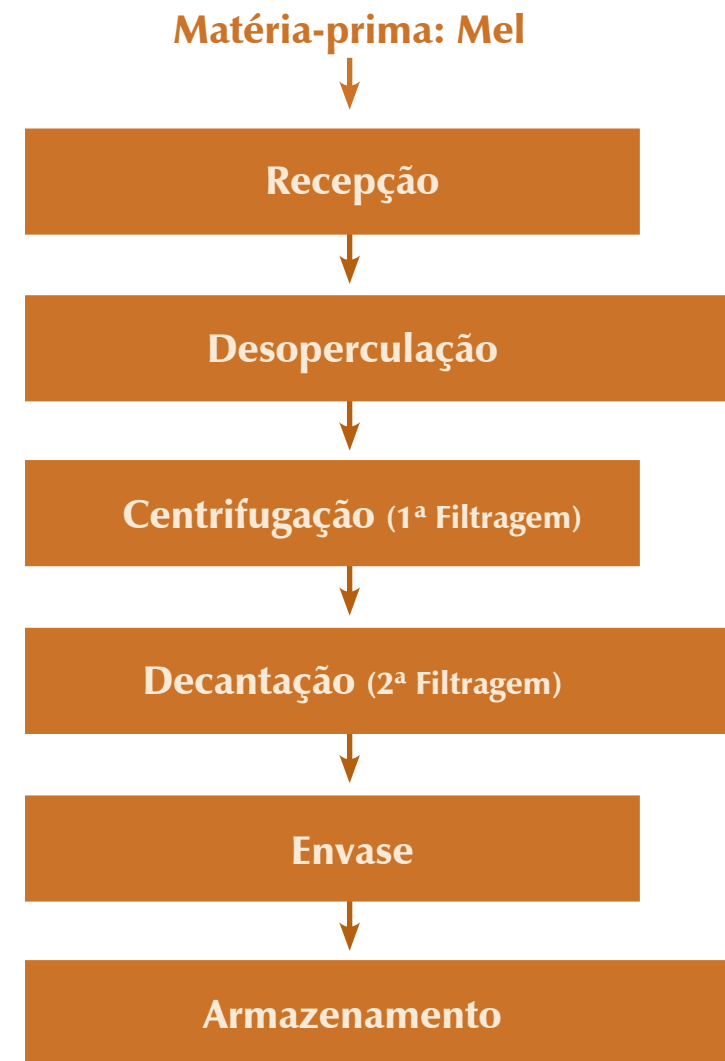 Matéria-prima: Mel
Recepção
Desoperculação
Centrifugação (1ª Filtragem)
Decantação (2ª Filtragem)
Envase
Armazenamento